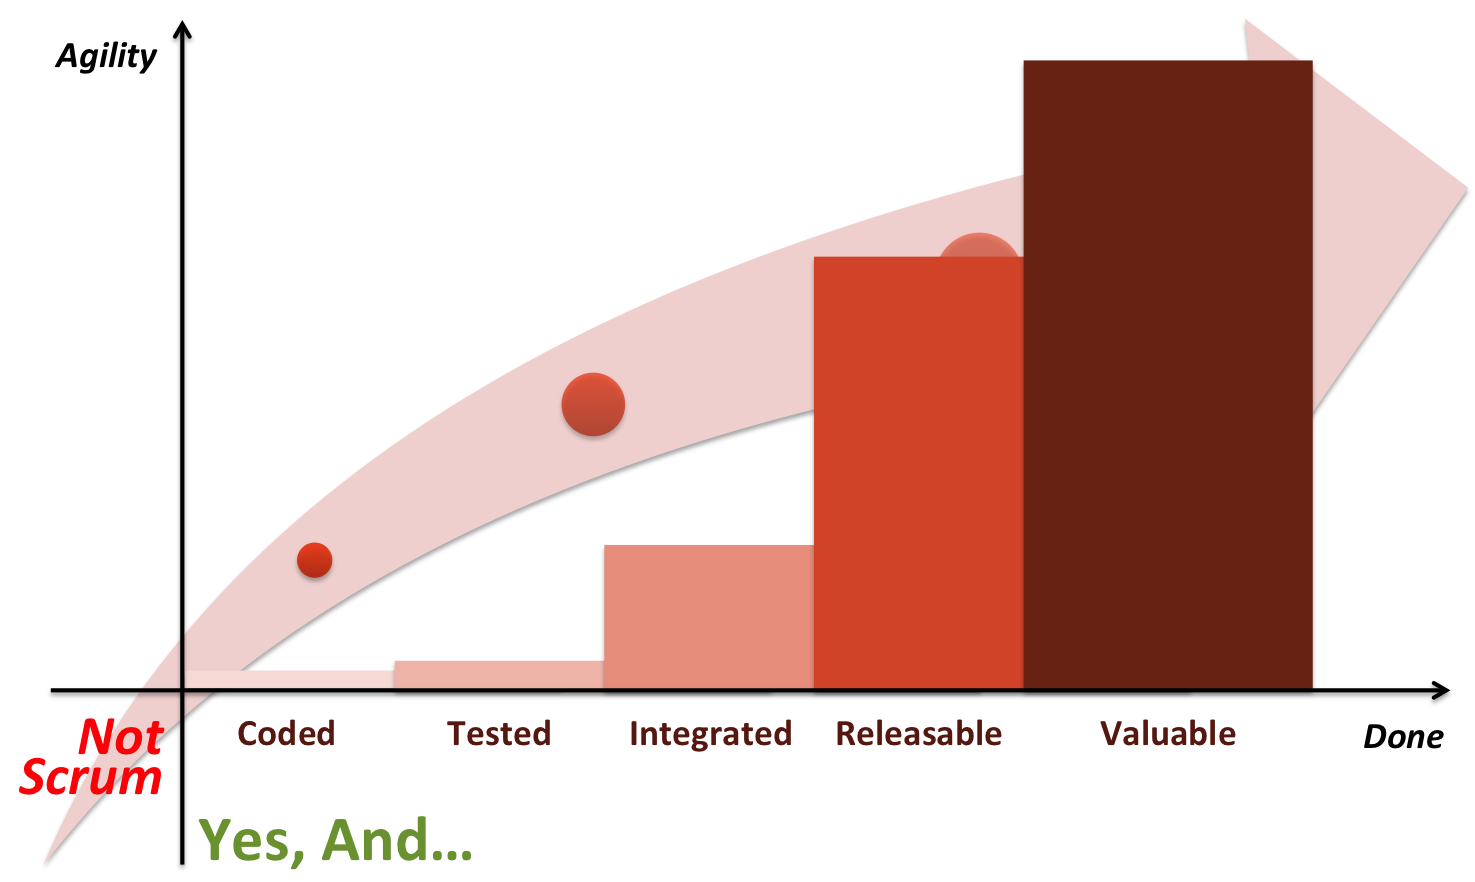 Agility
Not
Scrum
Coded
Tested
Integrated
Releasable
Valuable
Done
Yes, And…